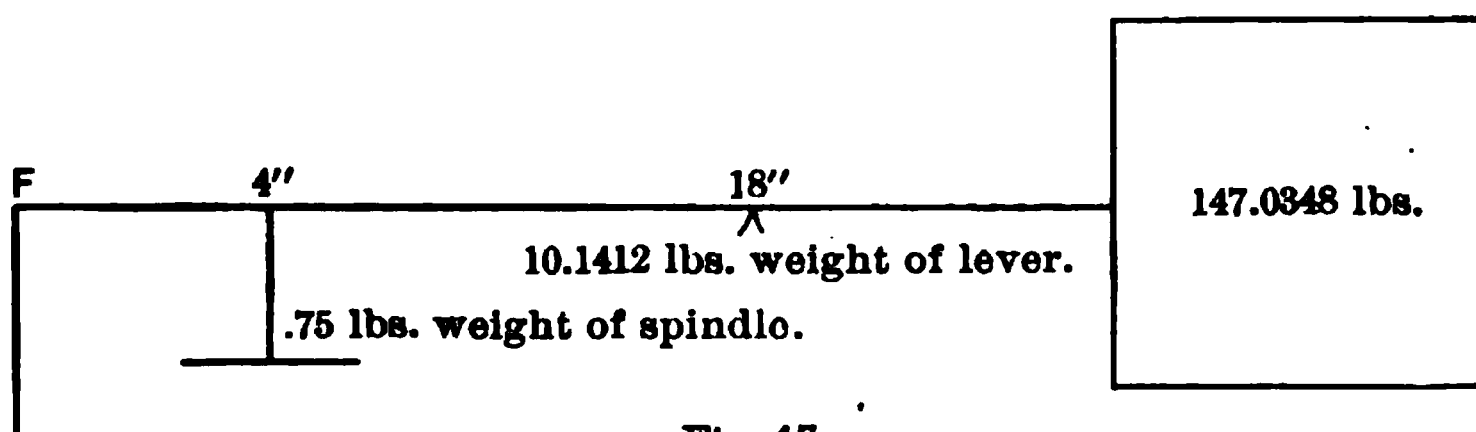 F 4″ 18″
147.0348 lbs.
10.1412 lbs. weight of lever.
.75 lbs. weight of spindle.